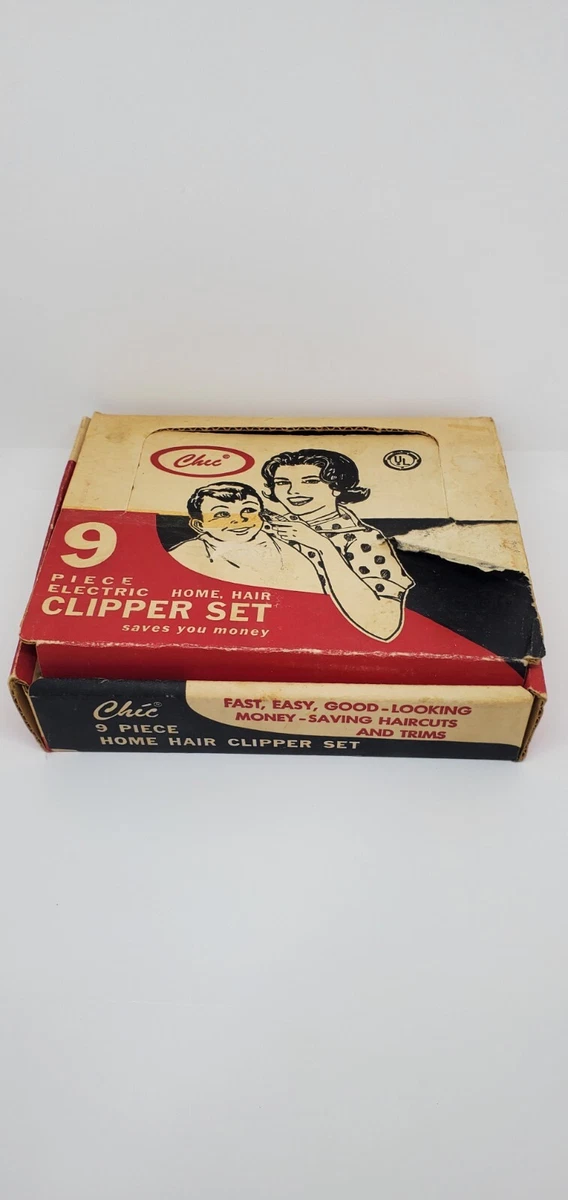 Chic®
UL
9
PIECE
ELECTRIC HOME, HAIR
CLIPPER SET
saves you money
Chic®
9 PIECE
HOME HAIR CLIPPER SET
FAST, EASY, GOOD-LOOKING
MONEY-SAVING HAIRCUTS
AND TRIMS